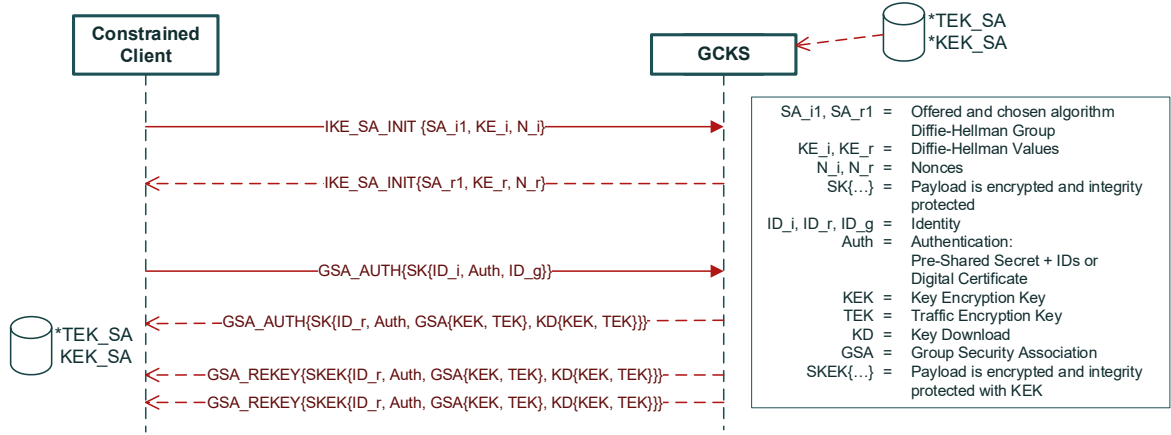 Constrained
Client
GCKS
*TEK_SA
*KEK_SA
IKE_SA_INIT {SA_i1, KE_i, N_i}
IKE_SA_INIT{SA_r1, KE_r, N_r}
GSA_AUTH{SK{ID_i, Auth, ID_g}}
GSA_AUTH{SK{ID_r, Auth, GSA{KEK, TEK}, KD{KEK, TEK}}}
*TEK_SA
KEK_SA
GSA_REKEY{SKEK{ID_r, Auth, GSA{KEK, TEK}, KD{KEK, TEK}}}
GSA_REKEY{SKEK{ID_r, Auth, GSA{KEK, TEK}, KD{KEK, TEK}}}
SA_i1, SA_r1 = Offered and chosen algorithm
Diffie-Hellman Group
KE_i, KE_r = Diffie-Hellman Values
N_i, N_r = Nonces
SK{…} = Payload is encrypted and integrity
protected
ID_i, ID_r, ID_g = Identity
Auth = Authentication:
Pre-Shared Secret + IDs or
Digital Certificate
KEK = Key Encryption Key
TEK = Traffic Encryption Key
KD = Key Download
GSA = Group Security Association
SKEK{…} = Payload is encrypted and integrity
protected with KEK